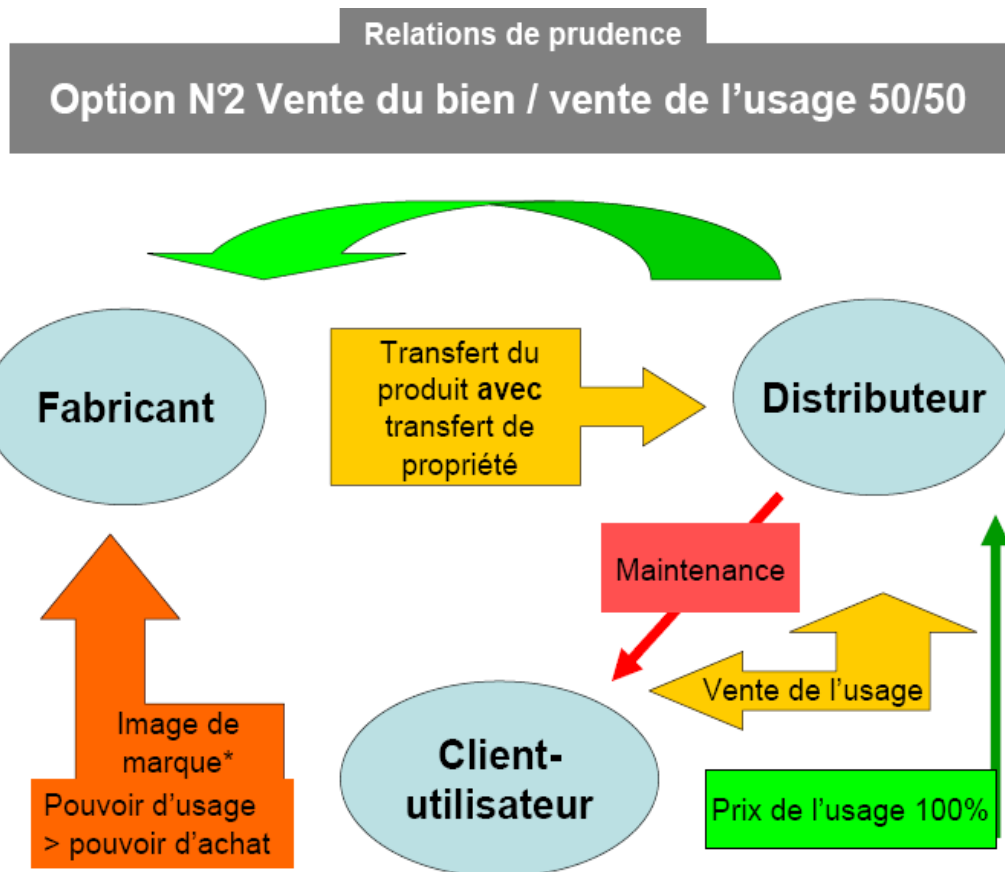 Relations de prudence
Option N°2 Vente du bien / vente de l'usage 50/50
Fabricant
Transfert du
produit avec
transfert de
propriété
Distributeur
Maintenance
Vente de l'usage
Image de
marque*
Pouvoir d'usage
> pouvoir d'achat
Client-
utilisateur
Prix de l'usage 100%